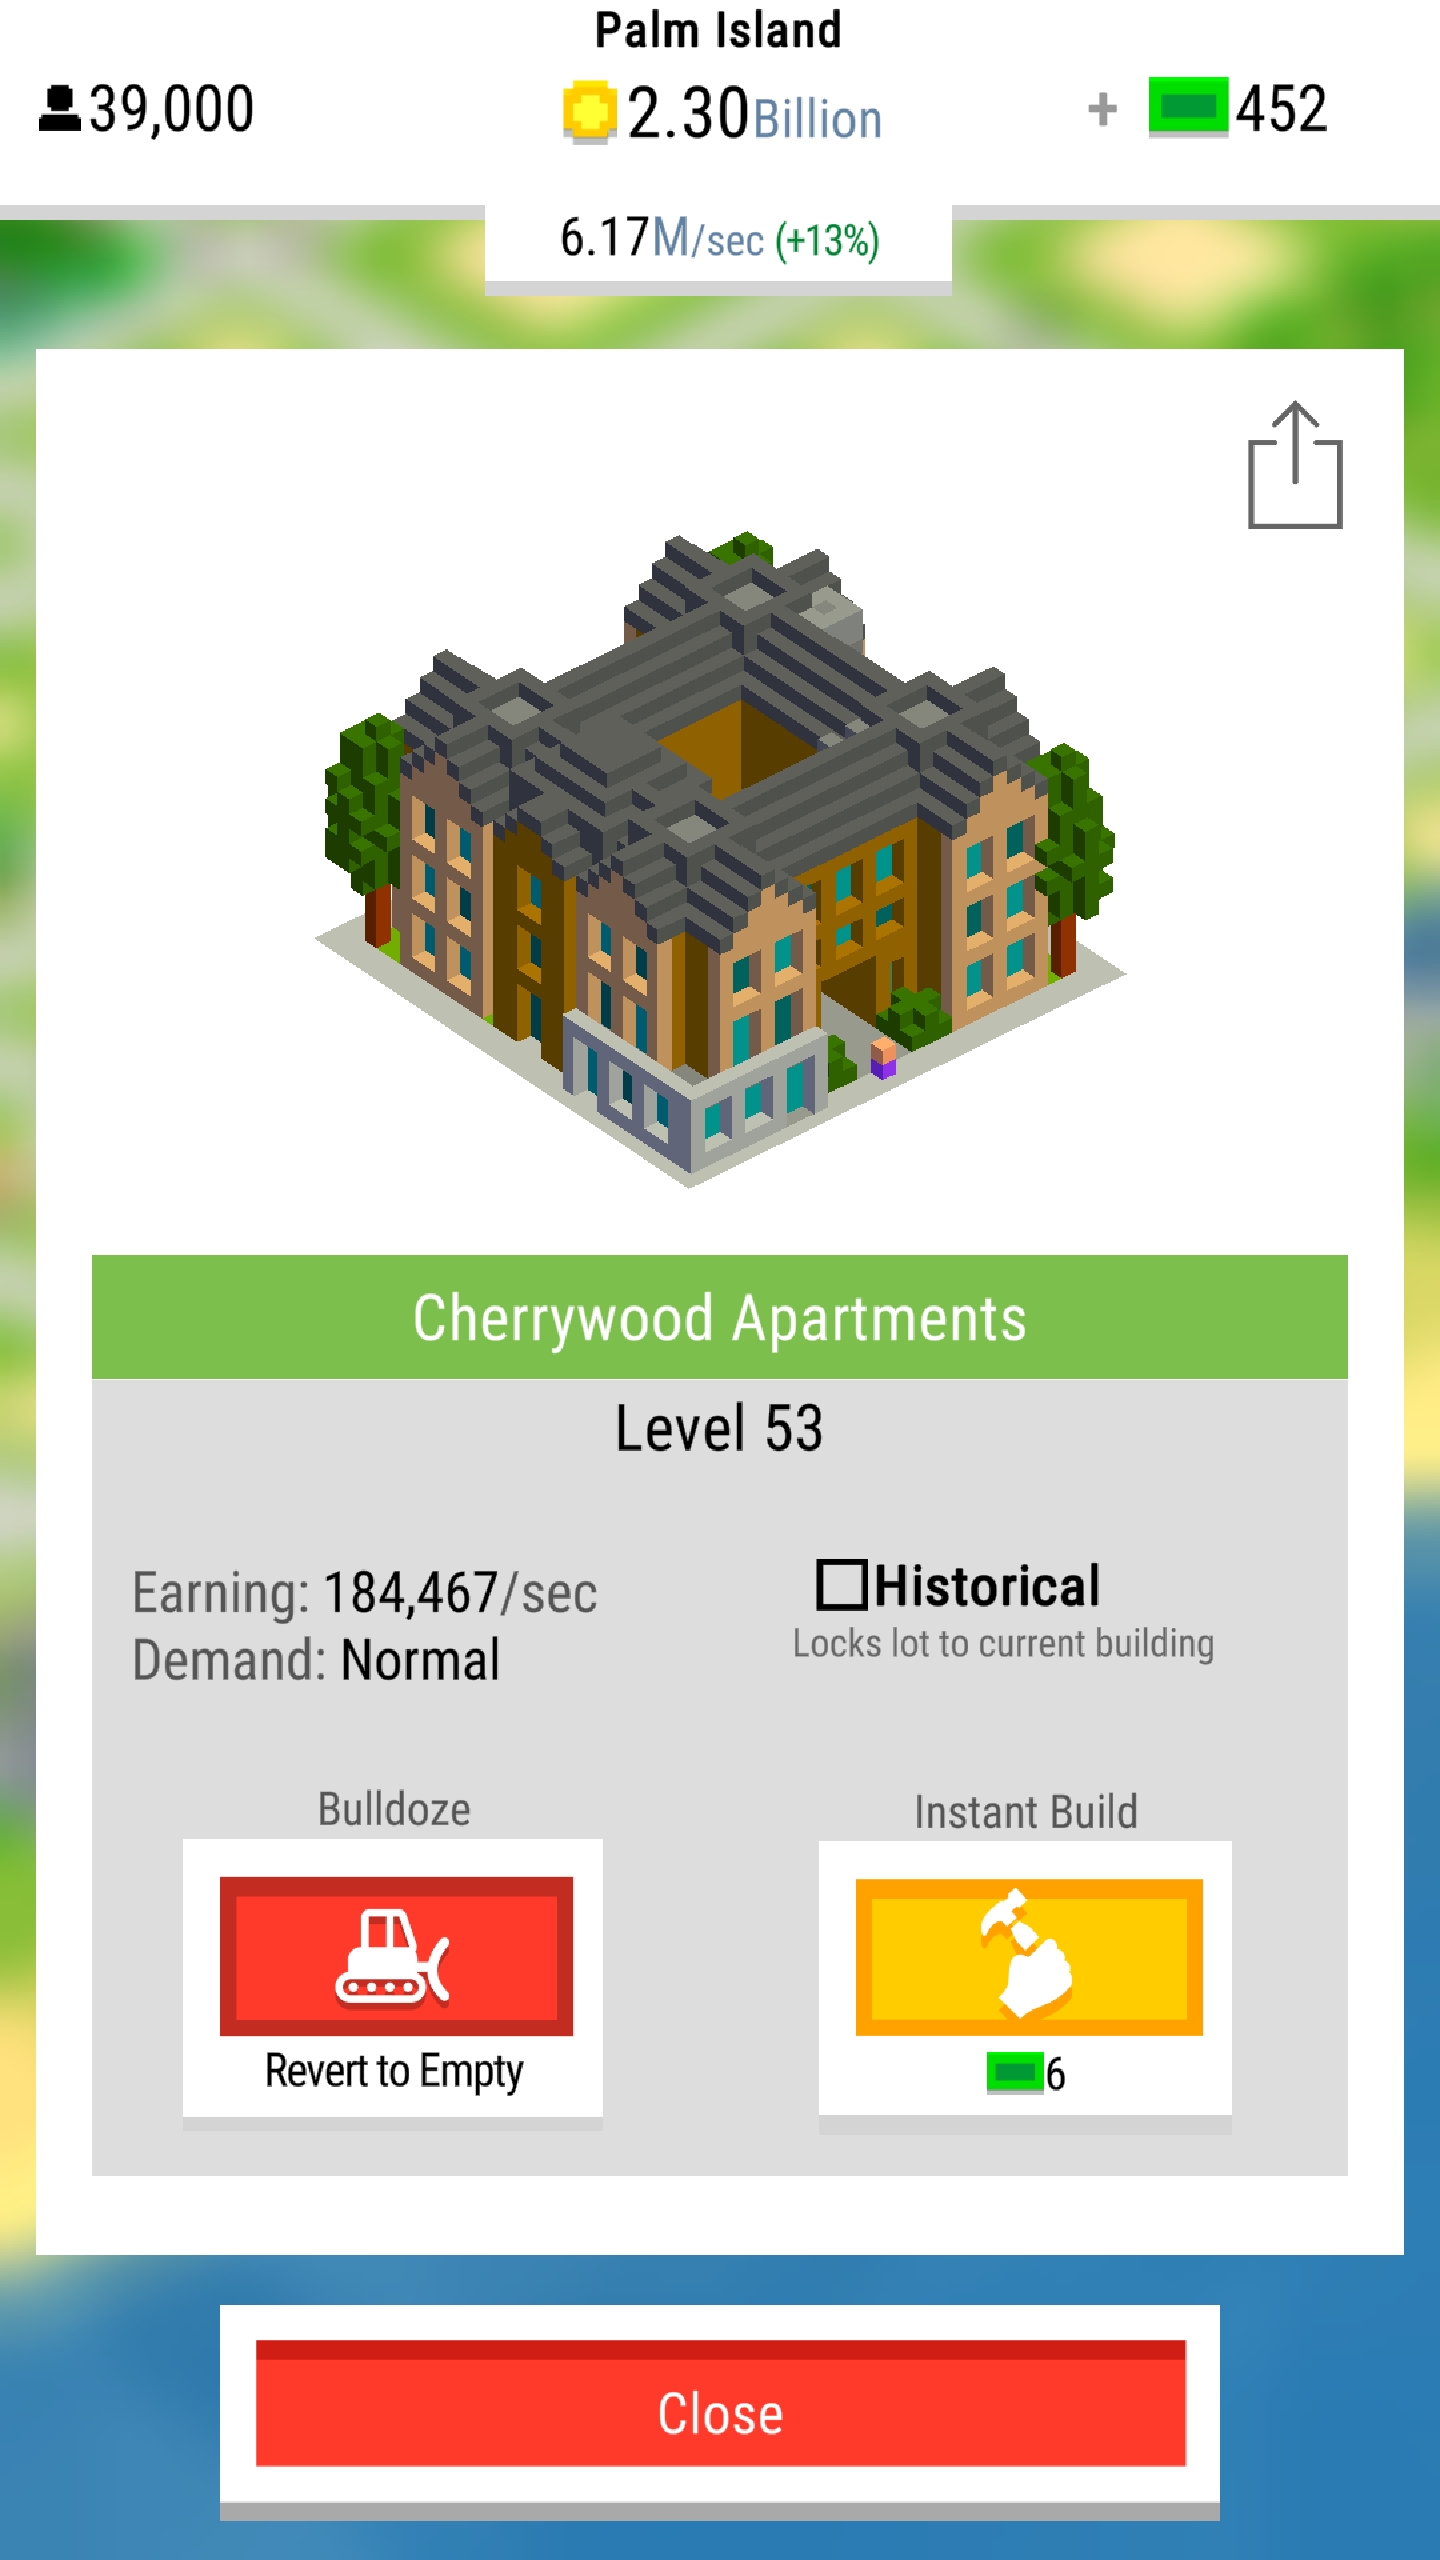 Palm Island
39,000
2.30Billion
+ 452
6.17M/sec (+13%)
Cherrywood Apartments
Level 53
Earning: 184,467/sec
Demand: Normal
Historical
Locks lot to current building
Bulldoze
Revert to Empty
Instant Build
6
Close